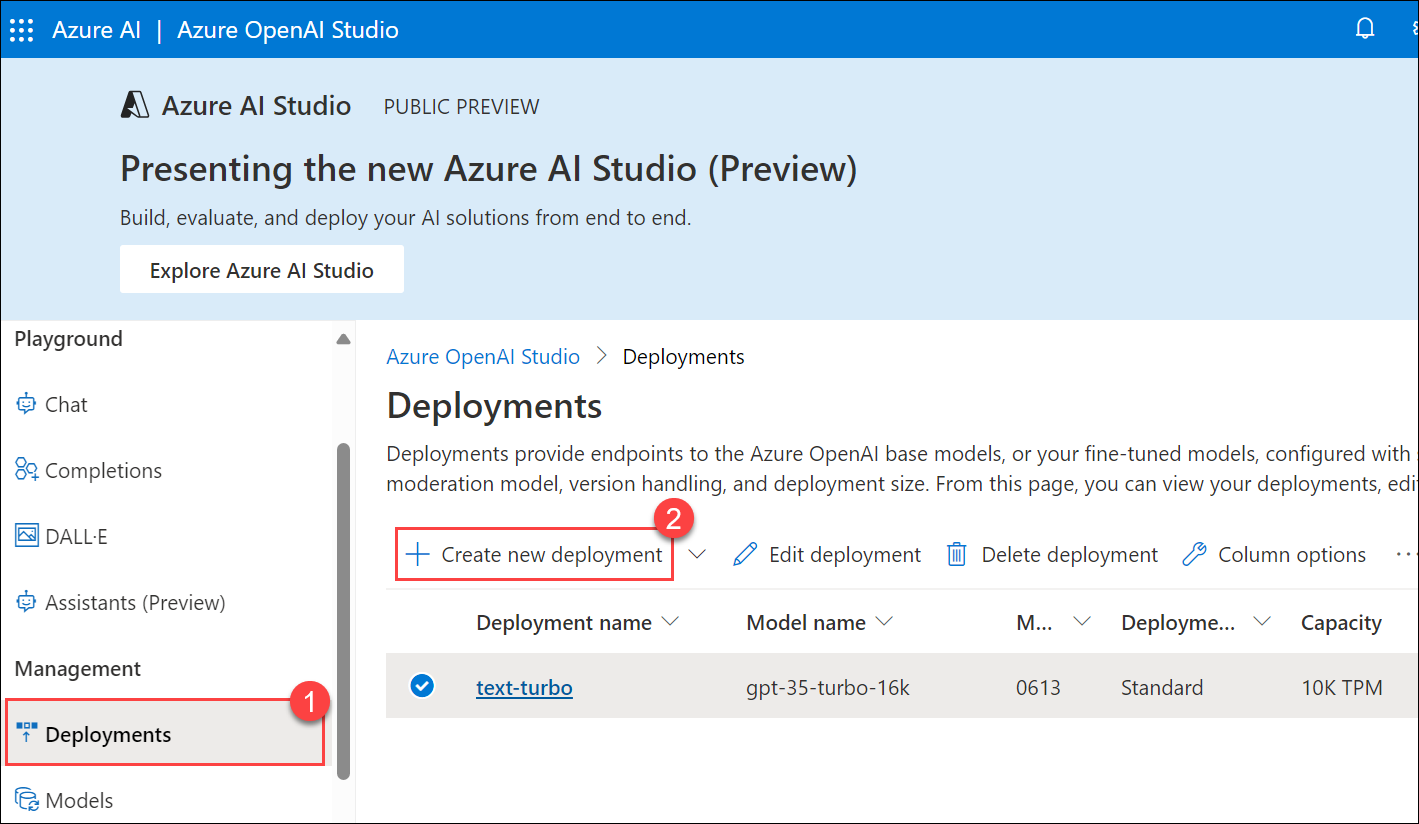 Azure AI | Azure OpenAI Studio
Azure AI Studio PUBLIC PREVIEW
Presenting the new Azure AI Studio (Preview)
Build, evaluate, and deploy your AI solutions from end to end.
Explore Azure AI Studio
Playground
Chat
Completions
DALL·E
Assistants (Preview)
Management
1
Deployments
Models
Azure OpenAI Studio > Deployments
Deployments
Deployments provide endpoints to the Azure OpenAI base models, or your fine-tuned models, configured with
moderation model, version handling, and deployment size. From this page, you can view your deployments, edi
2
Create new deployment Edit deployment Delete deployment Column options ...
Deployment name Model name M... Deployme... Capacity
text-turbo gpt-35-turbo-16k 0613 Standard 10K TPM